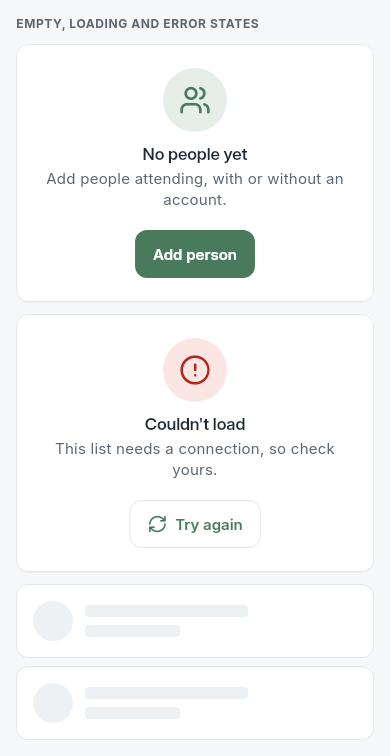 EMPTY, LOADING AND ERROR STATES
No people yet
Add people attending, with or without an
account.
Add person
Couldn't load
This list needs a connection, so check
yours.
Try again